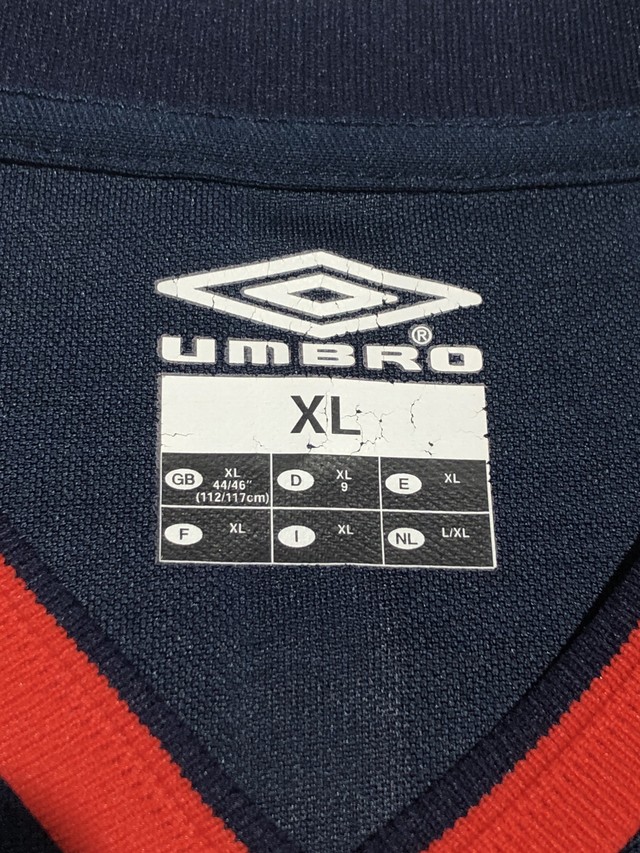 UMBRO®
XL
GB XL 44/46" (112/117cm)
D XL 9
E XL
F XL
I XL
NL L/XL